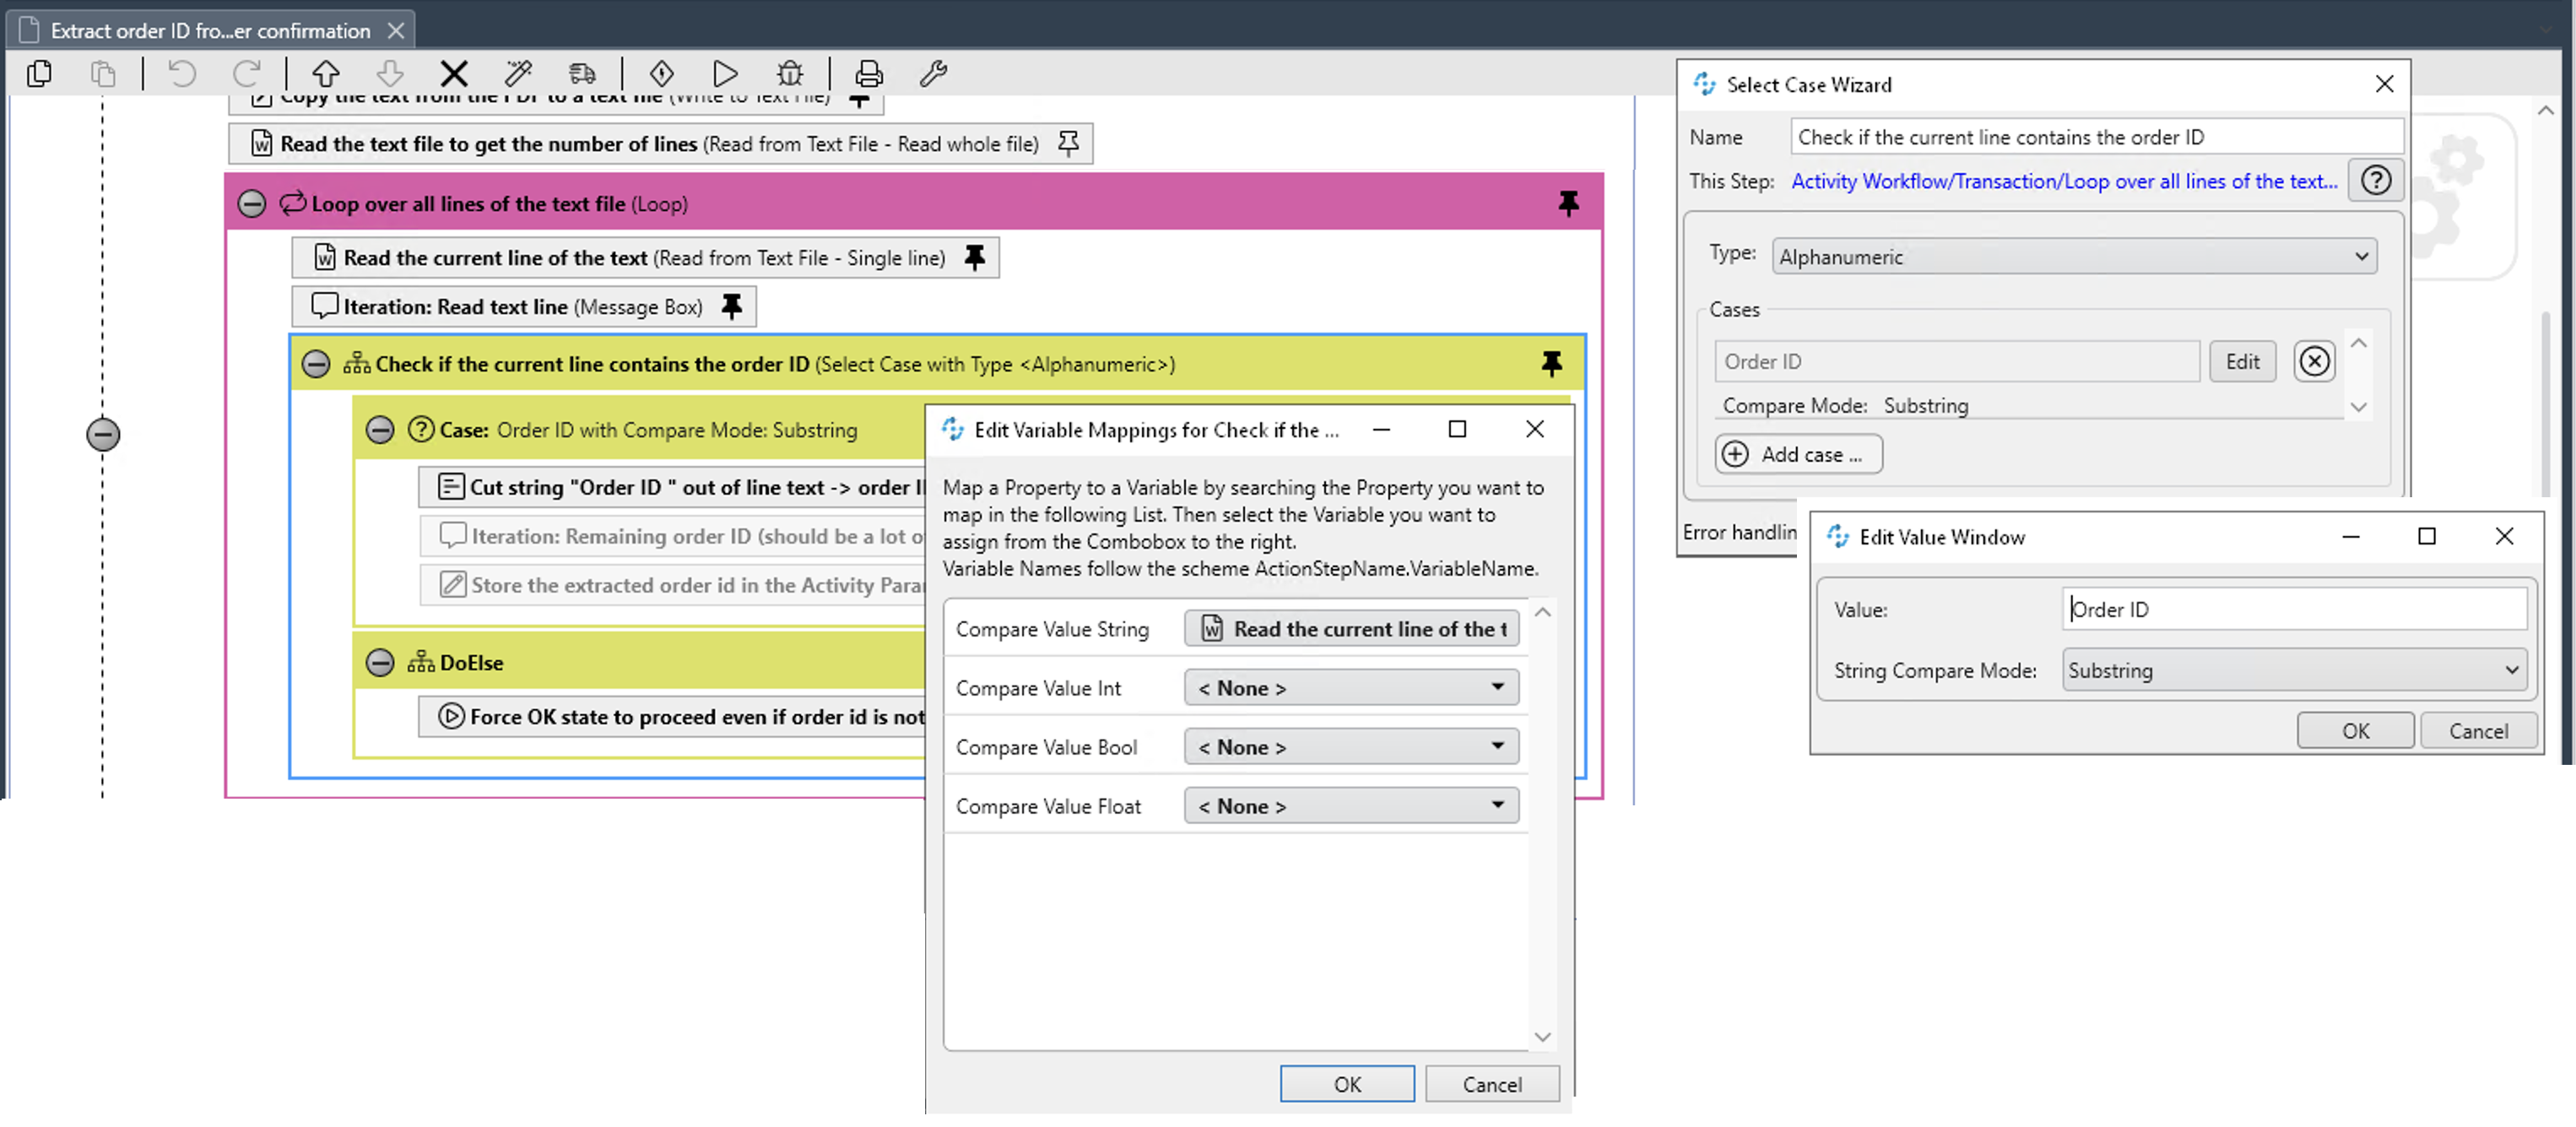 Extract order ID fro...er confirmation
Copy the text from the PDF to a text file (Write to Text File)
Read the text file to get the number of lines (Read from Text File - Read whole file)
Loop over all lines of the text file (Loop)
Read the current line of the text (Read from Text File - Single line)
Iteration: Read text line (Message Box)
Check if the current line contains the order ID (Select Case with Type <Alphanumeric>)
Case: Order ID with Compare Mode: Substring
Cut string "Order ID " out of line text -> order I
Iteration: Remaining order ID (should be a lot o
Store the extracted order id in the Activity Para
DoElse
Force OK state to proceed even if order id is not
Edit Variable Mappings for Check if the ...
Map a Property to a Variable by searching the Property you want to
map in the following List. Then select the Variable you want to
assign from the Combobox to the right.
Variable Names follow the scheme ActionStepName.VariableName.
Compare Value String
Read the current line of the t
Compare Value Int
< None >
Compare Value Bool
< None >
Compare Value Float
< None >
OK
Cancel
Select Case Wizard
Name
Check if the current line contains the order ID
This Step:
Activity Workflow/Transaction/Loop over all lines of the text...
Type:
Alphanumeric
Cases
Order ID
Edit
Compare Mode: Substring
Add case ...
Error handlin
Edit Value Window
Value:
Order ID
String Compare Mode:
Substring
OK
Cancel